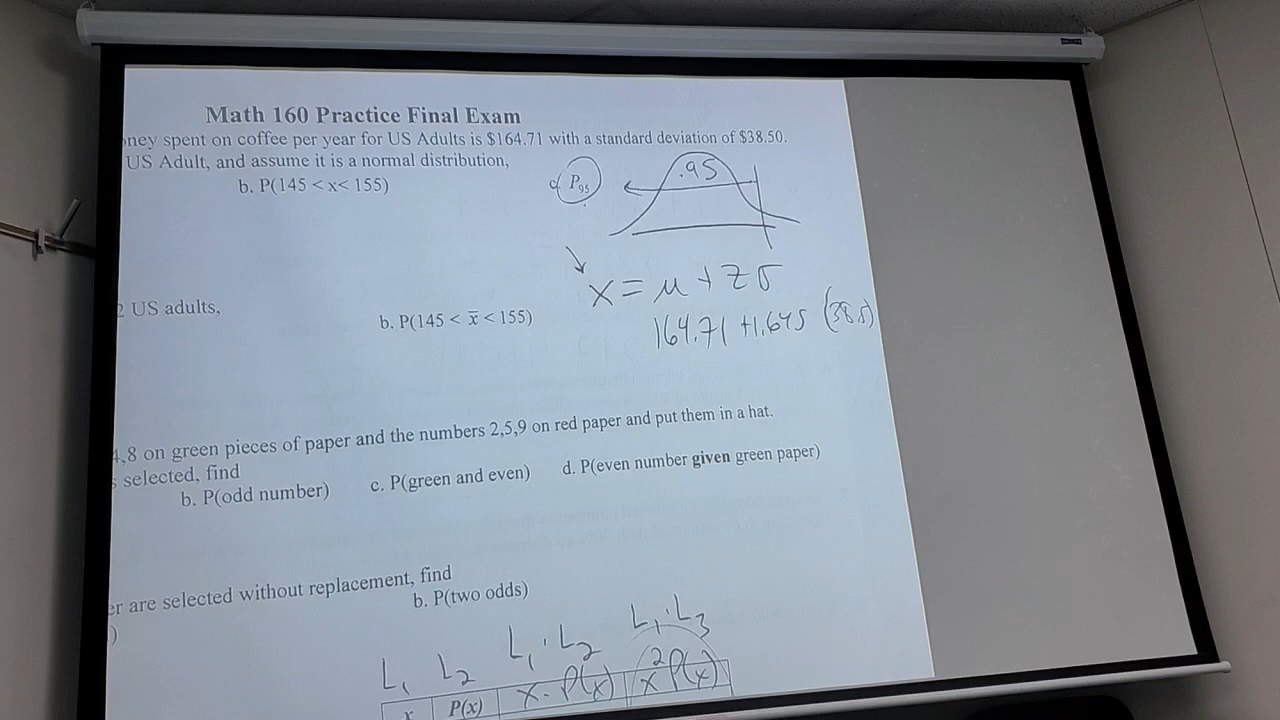 Math 160 Practice Final Exam
ney spent on coffee per year for US Adults is $164.71 with a standard deviation of $38.50.
US Adult, and assume it is a normal distribution,
b. P(145 < x< 155)
c) P95
.95
x = μ + zσ
164.71 +1.645 (38.5)
2 US adults,
b. P(145 < x̅ < 155)
4,8 on green pieces of paper and the numbers 2,5,9 on red paper and put them in a hat.
s selected, find
b. P(odd number) c. P(green and even) d. P(even number given green paper)
er are selected without replacement, find
) b. P(two odds)
L1 L2 L1·L2 L1·L3
x P(x) x·P(x) x²P(x)